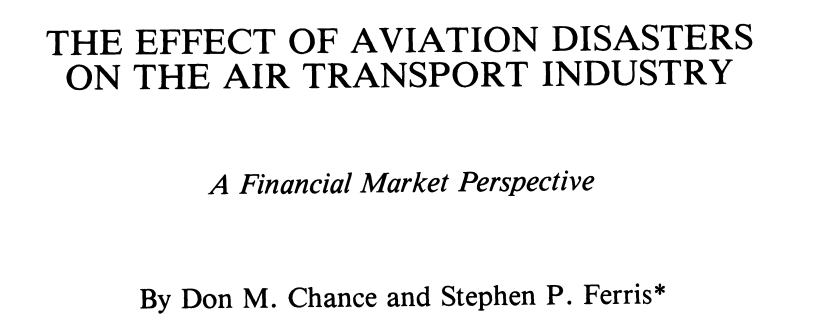 THE EFFECT OF AVIATION DISASTERS
ON THE AIR TRANSPORT INDUSTRY
A Financial Market Perspective
By Don M. Chance and Stephen P. Ferris*